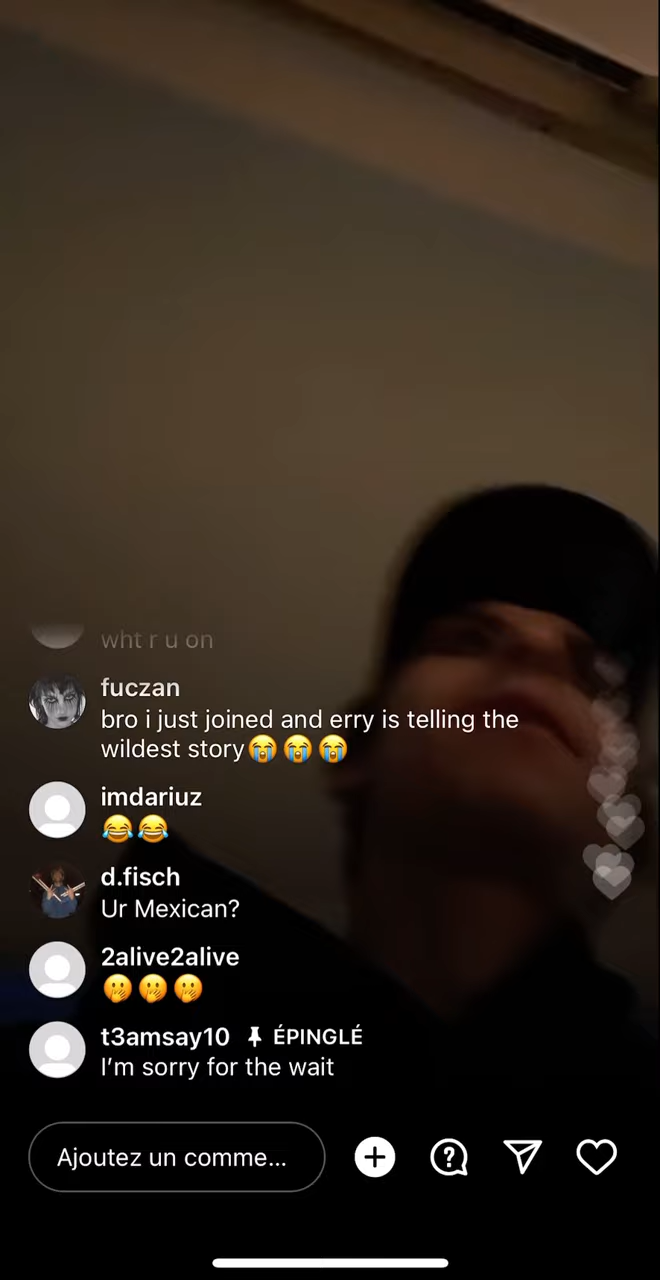 wht r u on
fuczan
bro i just joined and erry is telling the
wildest story😭😭😭
imdariuz
😂😂
d.fisch
Ur Mexican?
2alive2alive
🫢🫢🫢
t3amsay10 📌 ÉPINGLÉ
I'm sorry for the wait
Ajoutez un comme...